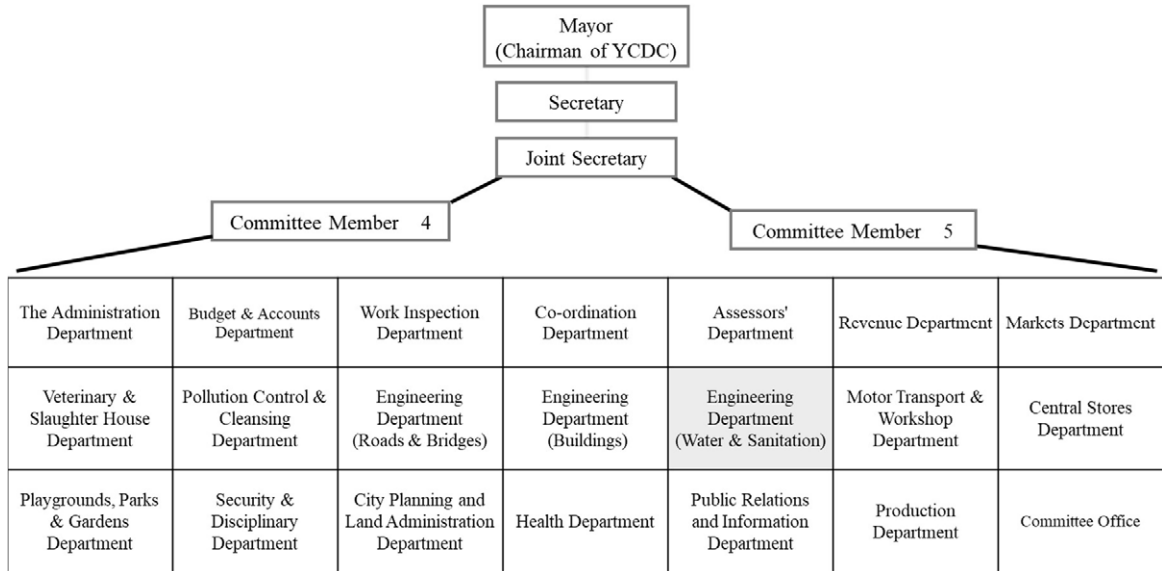 Mayor
(Chairman of YCDC)
Secretary
Joint Secretary
Committee Member 4
Committee Member 5
The Administration
Department
Budget & Accounts
Department
Work Inspection
Department
Co-ordination
Department
Assessors'
Department
Revenue Department
Markets Department
Veterinary &
Slaughter House
Department
Pollution Control &
Cleansing
Department
Engineering
Department
(Roads & Bridges)
Engineering
Department
(Buildings)
Engineering
Department
(Water & Sanitation)
Motor Transport &
Workshop
Department
Central Stores
Department
Playgrounds, Parks
& Gardens
Department
Security &
Disciplinary
Department
City Planning and
Land Administration
Department
Health Department
Public Relations
and Information
Department
Production
Department
Committee Office